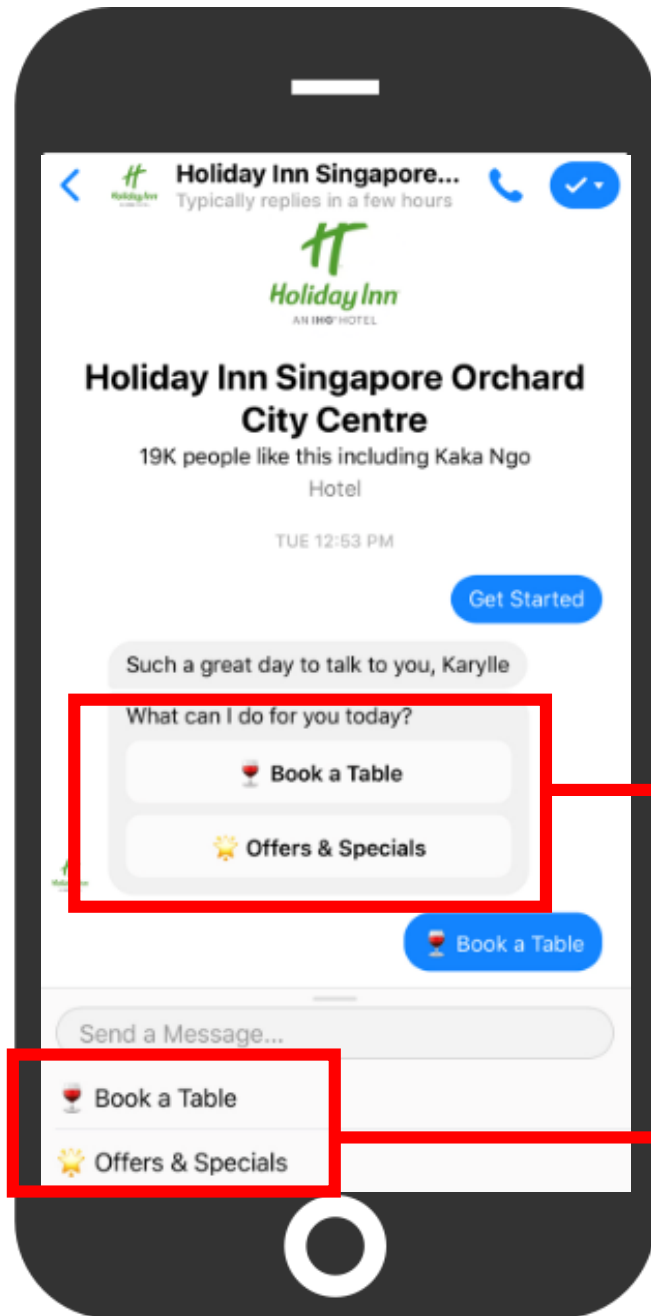 Holiday Inn Singapore...
Typically replies in a few hours
H
Holiday Inn
AN IHG HOTEL
Holiday Inn Singapore Orchard
City Centre
19K people like this including Kaka Ngo
Hotel
TUE 12:53 PM
Get Started
Such a great day to talk to you, Karylle
What can I do for you today?
🍷 Book a Table
🌟 Offers & Specials
🍷 Book a Table
Send a Message...
🍷 Book a Table
🌟 Offers & Specials